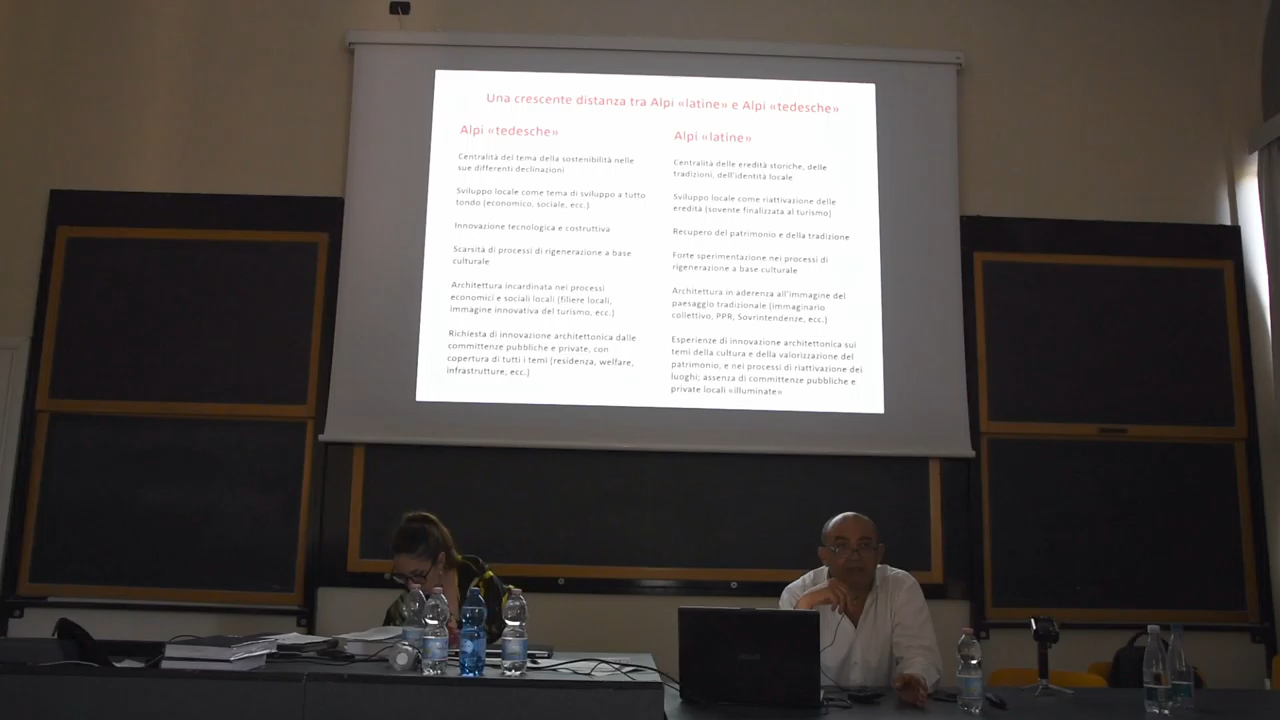 Una crescente distanza tra Alpi «latine» e Alpi «tedesche»
Alpi «tedesche»
Centralità del tema della sostenibilità nelle
sue differenti declinazioni
Sviluppo locale come tema di sviluppo a tutto
tondo (economico, sociale, ecc.)
Innovazione tecnologica e costruttiva
Scarsità di processi di rigenerazione a base
culturale
Architettura incardinata nei processi
economici e sociali locali (filiere locali,
immagine innovativa del turismo, ecc.)
Richiesta di innovazione architettonica dalle
committenze pubbliche e private, con
copertura di tutti i temi (residenza, welfare,
infrastrutture, ecc.)
Alpi «latine»
Centralità delle eredità storiche, delle
tradizioni, dell'identità locale
Sviluppo locale come riattivazione delle
eredità (sovente finalizzata al turismo)
Recupero del patrimonio e della tradizione
Forte sperimentazione nei processi di
rigenerazione a base culturale
Architettura in aderenza all'immagine del
paesaggio tradizionale (immaginario
collettivo, PPR, Sovrintendenze, ecc.)
Esperienze di innovazione architettonica sui
temi della cultura e della valorizzazione del
patrimonio, e nei processi di riattivazione dei
luoghi; assenza di committenze pubbliche e
private locali «illuminate»